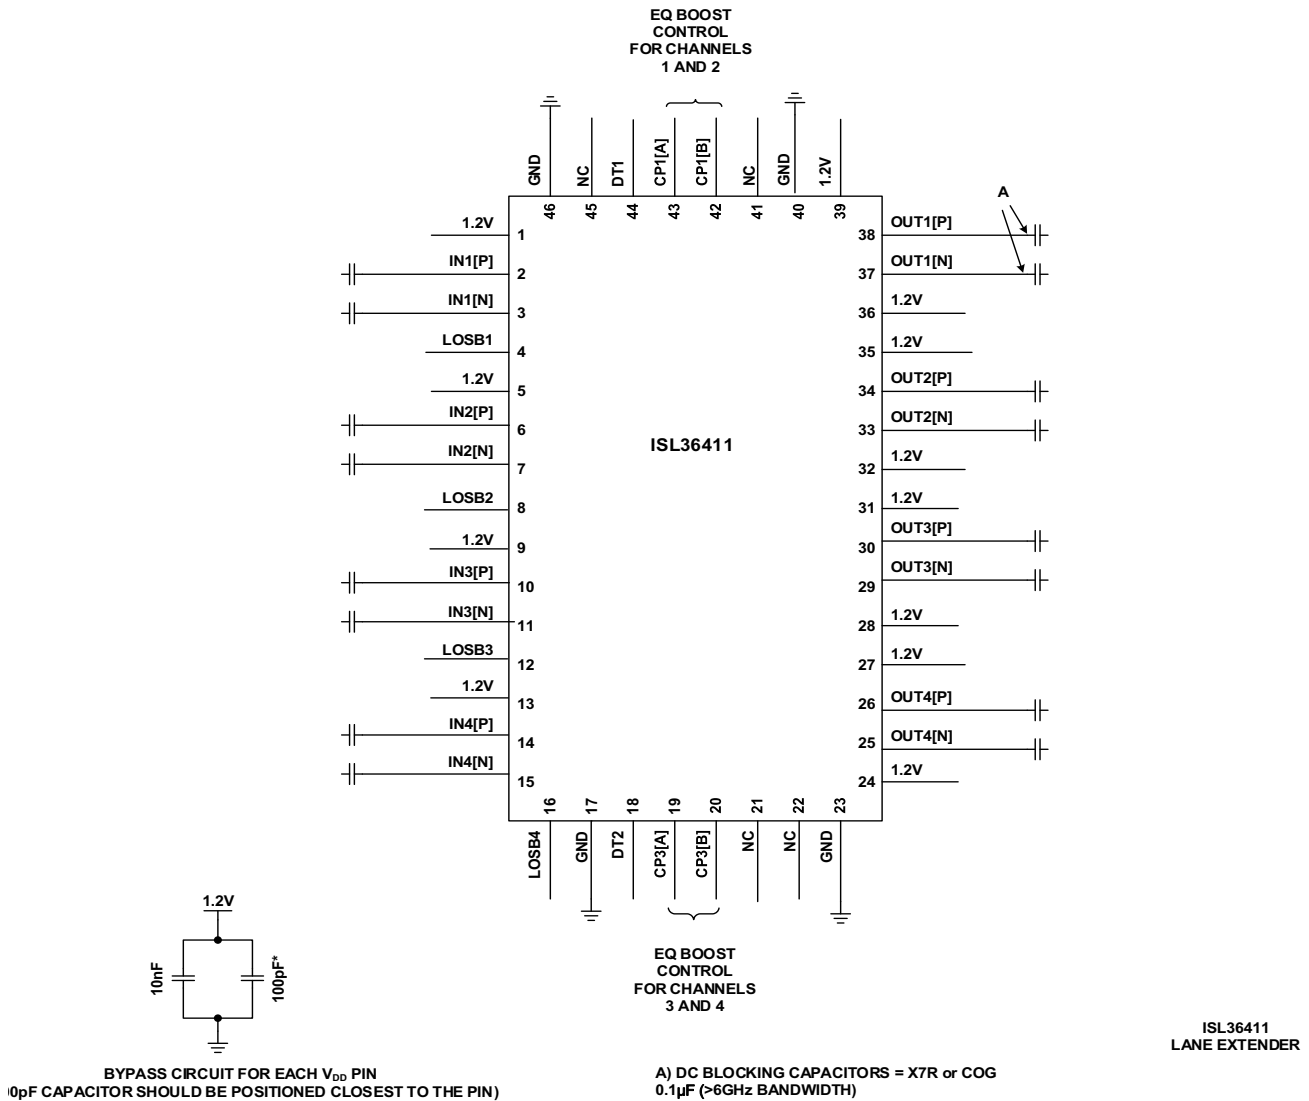 EQ BOOST
CONTROL
FOR CHANNELS
1 AND 2
GND
NC
DT1
CP1[A]
CP1[B]
NC
GND
1.2V
46
45
44
43
42
41
40
39
1.2V
1
IN1[P]
2
IN1[N]
3
LOSB1
4
1.2V
5
IN2[P]
6
IN2[N]
7
LOSB2
8
1.2V
9
IN3[P]
10
IN3[N]
11
LOSB3
12
1.2V
13
IN4[P]
14
IN4[N]
15
ISL36411
A
38
OUT1[P]
37
OUT1[N]
36
1.2V
35
1.2V
34
OUT2[P]
33
OUT2[N]
32
1.2V
31
1.2V
30
OUT3[P]
29
OUT3[N]
28
1.2V
27
1.2V
26
OUT4[P]
25
OUT4[N]
24
1.2V
16
17
18
19
20
21
22
23
LOSB4
GND
DT2
CP3[A]
CP3[B]
NC
NC
GND
EQ BOOST
CONTROL
FOR CHANNELS
3 AND 4
1.2V
10nF
100pF*
BYPASS CIRCUIT FOR EACH VDD PIN
0pF CAPACITOR SHOULD BE POSITIONED CLOSEST TO THE PIN)
A) DC BLOCKING CAPACITORS = X7R or COG
0.1µF (>6GHz BANDWIDTH)
ISL36411
LANE EXTENDER